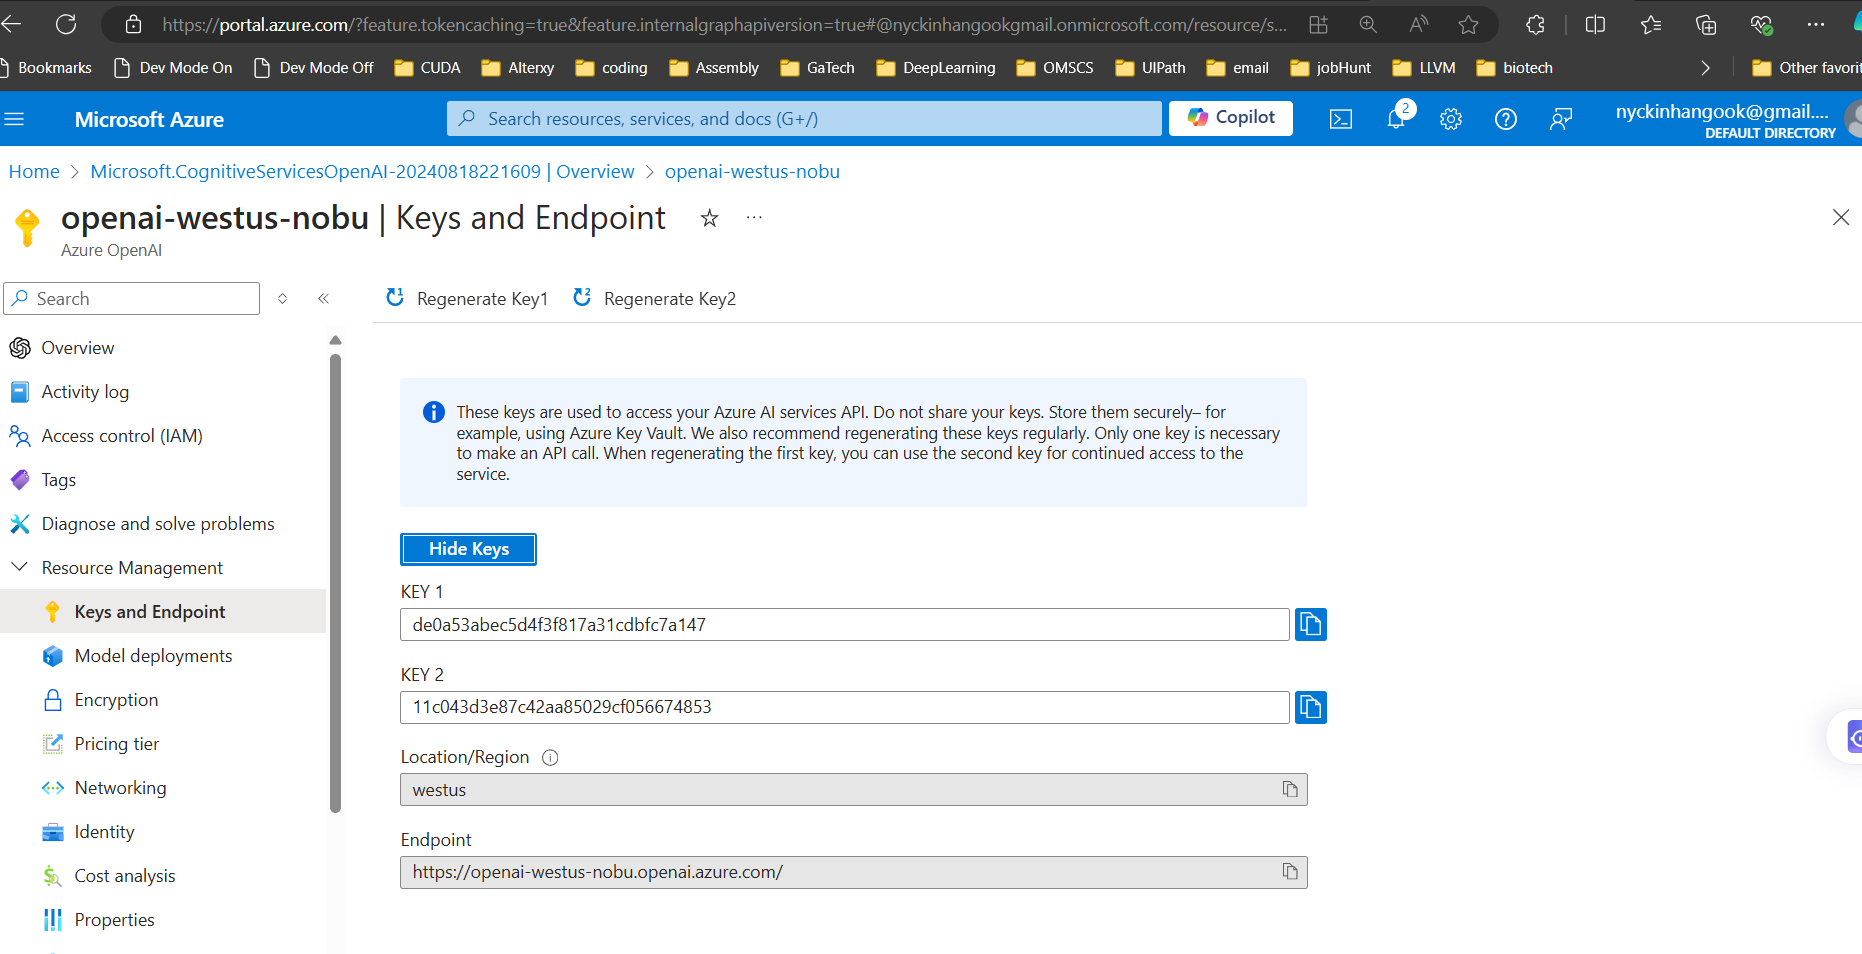 https://portal.azure.com/?feature.tokencaching=true&feature.internalgraphapiversion=true#@nyckinhangookgmail.onmicrosoft.com/resource/s...
Bookmarks Dev Mode On Dev Mode Off CUDA Alterxy coding Assembly GaTech DeepLearning OMSCS UIPath email jobHunt LLVM biotech Other favorit
Microsoft Azure Search resources, services, and docs (G+/) Copilot 2 nyckinhangook@gmail....
DEFAULT DIRECTORY
Home > Microsoft.CognitiveServicesOpenAI-20240818221609 | Overview > openai-westus-nobu
openai-westus-nobu | Keys and Endpoint ☆ ...
Azure OpenAI
Search
Regenerate Key1 Regenerate Key2
Overview
Activity log
Access control (IAM)
Tags
Diagnose and solve problems
Resource Management
Keys and Endpoint
Model deployments
Encryption
Pricing tier
Networking
Identity
Cost analysis
Properties
These keys are used to access your Azure AI services API. Do not share your keys. Store them securely– for
example, using Azure Key Vault. We also recommend regenerating these keys regularly. Only one key is necessary
to make an API call. When regenerating the first key, you can use the second key for continued access to the
service.
Hide Keys
KEY 1
de0a53abec5d4f3f817a31cdbfc7a147
KEY 2
11c043d3e87c42aa85029cf056674853
Location/Region
westus
Endpoint
https://openai-westus-nobu.openai.azure.com/